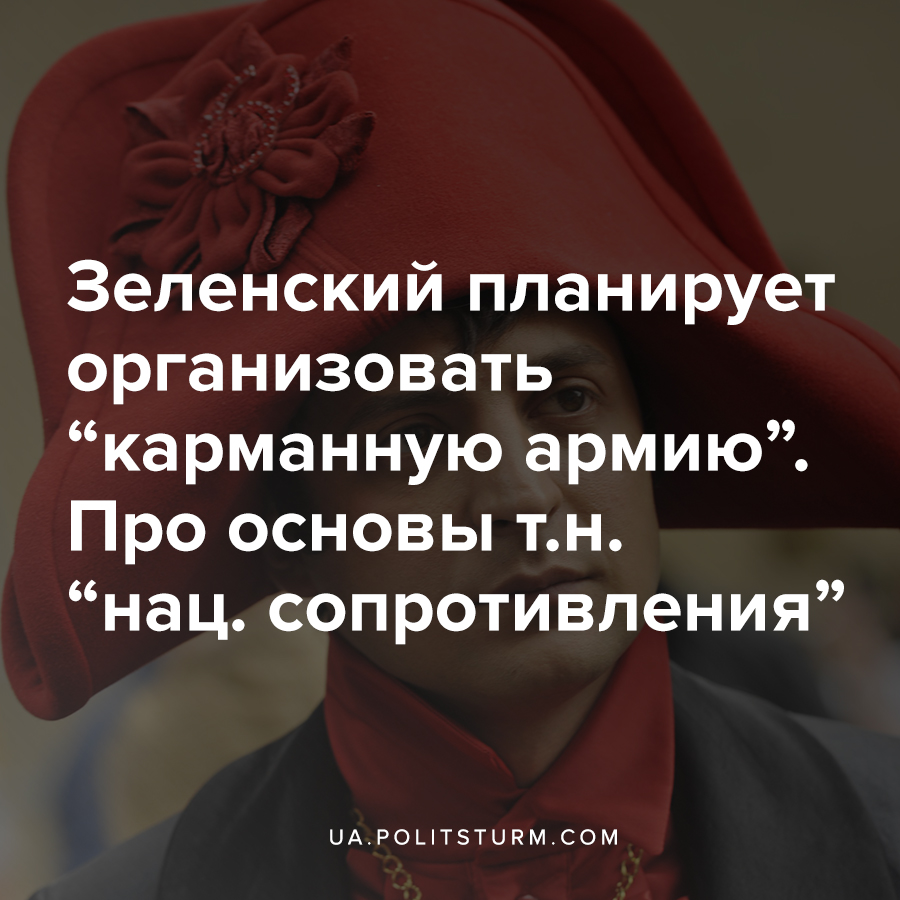 Зеленский планирует
организовать
“карманную армию”.
Про основы т.н.
“нац. сопротивления”
UA.POLITSTURM.COM